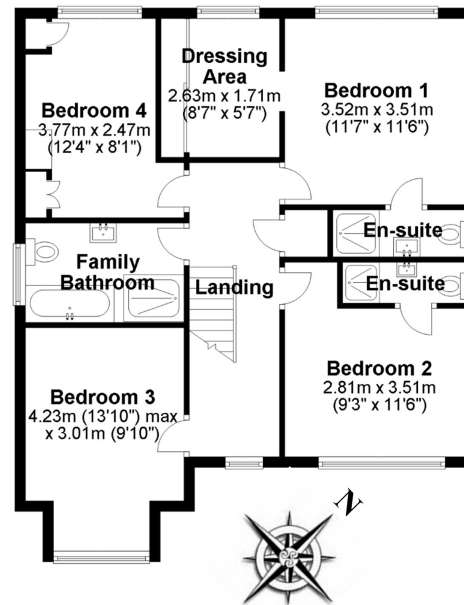 Dressing
Area
2.63m x 1.71m
(8'7" x 5'7")
Bedroom 4
3.77m x 2.47m
(12'4" x 8'1")
Bedroom 1
3.52m x 3.51m
(11'7" x 11'6")
En-suite
En-suite
Family
Bathroom
Landing
Bedroom 2
2.81m x 3.51m
(9'3" x 11'6")
Bedroom 3
4.23m (13'10") max
x 3.01m (9'10")
N